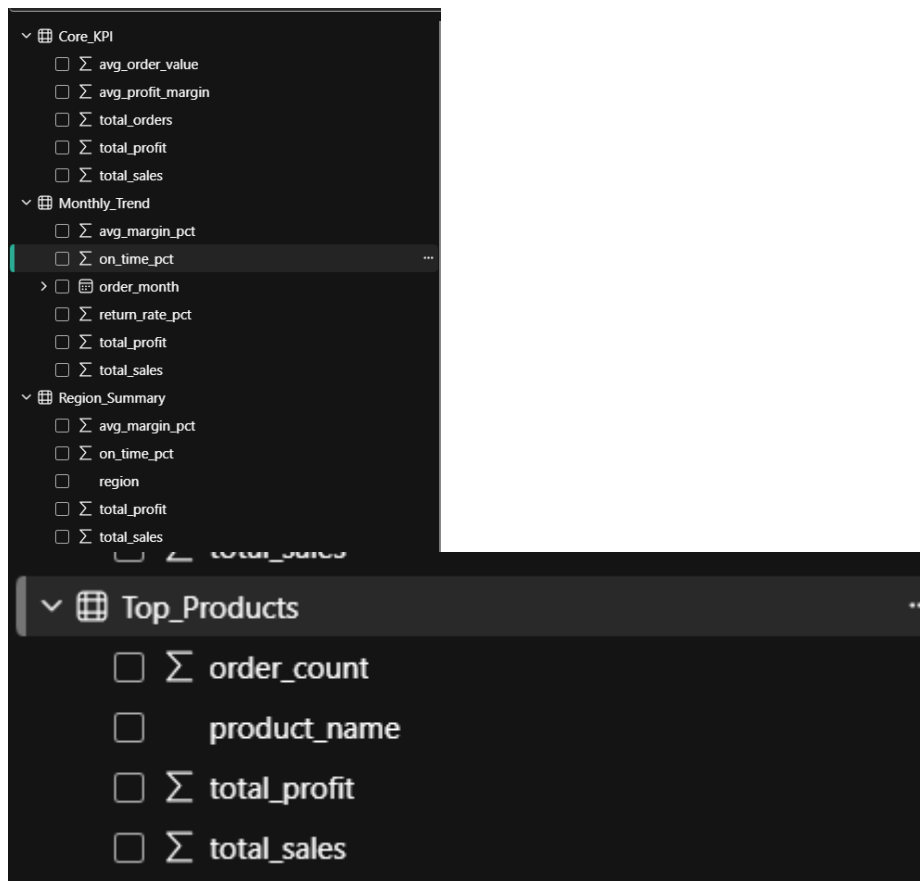 Core_KPI
avg_order_value
avg_profit_margin
total_orders
total_profit
total_sales
Monthly_Trend
avg_margin_pct
on_time_pct
order_month
return_rate_pct
total_profit
total_sales
Region_Summary
avg_margin_pct
on_time_pct
region
total_profit
total_sales
total_sales
Top_Products
order_count
product_name
total_profit
total_sales